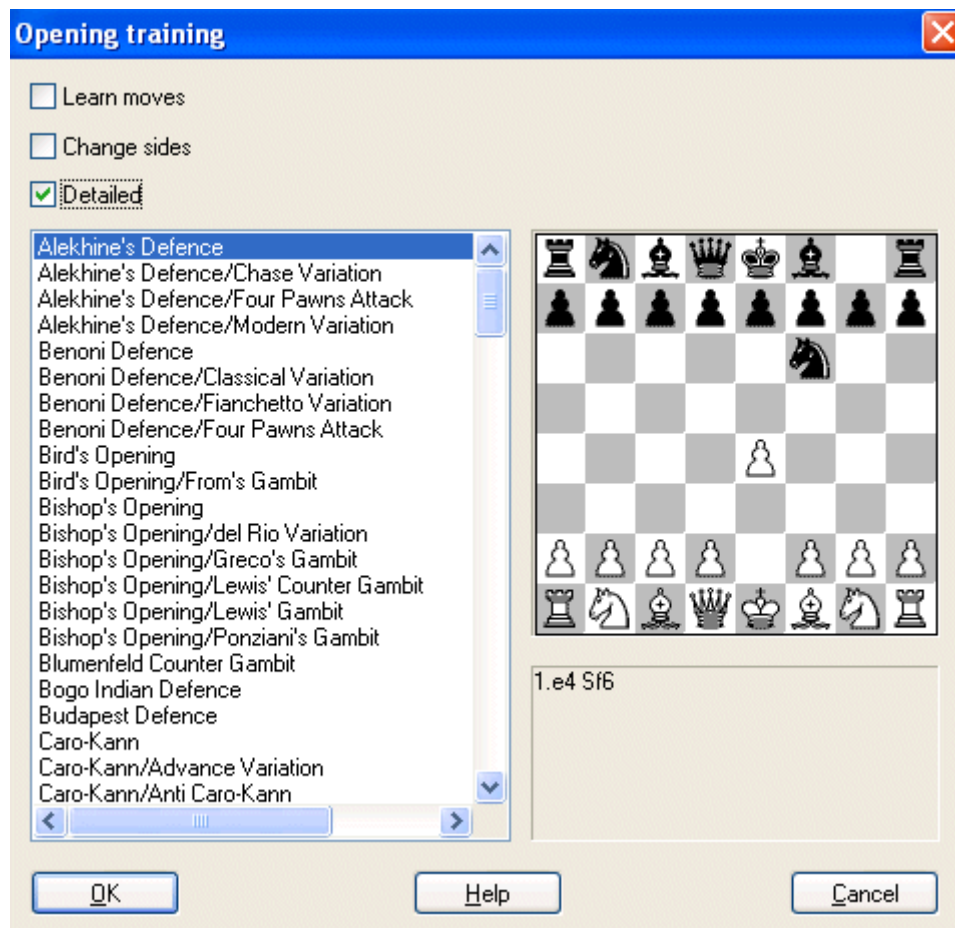 Opening training
Learn moves
Change sides
Detailed
Alekhine's Defence
Alekhine's Defence/Chase Variation
Alekhine's Defence/Four Pawns Attack
Alekhine's Defence/Modern Variation
Benoni Defence
Benoni Defence/Classical Variation
Benoni Defence/Fianchetto Variation
Benoni Defence/Four Pawns Attack
Bird's Opening
Bird's Opening/From's Gambit
Bishop's Opening
Bishop's Opening/del Rio Variation
Bishop's Opening/Greco's Gambit
Bishop's Opening/Lewis' Counter Gambit
Bishop's Opening/Lewis' Gambit
Bishop's Opening/Ponziani's Gambit
Blumenfeld Counter Gambit
Bogo Indian Defence
Budapest Defence
Caro-Kann
Caro-Kann/Advance Variation
Caro-Kann/Anti Caro-Kann
1.e4 Sf6
OK
Help
Cancel